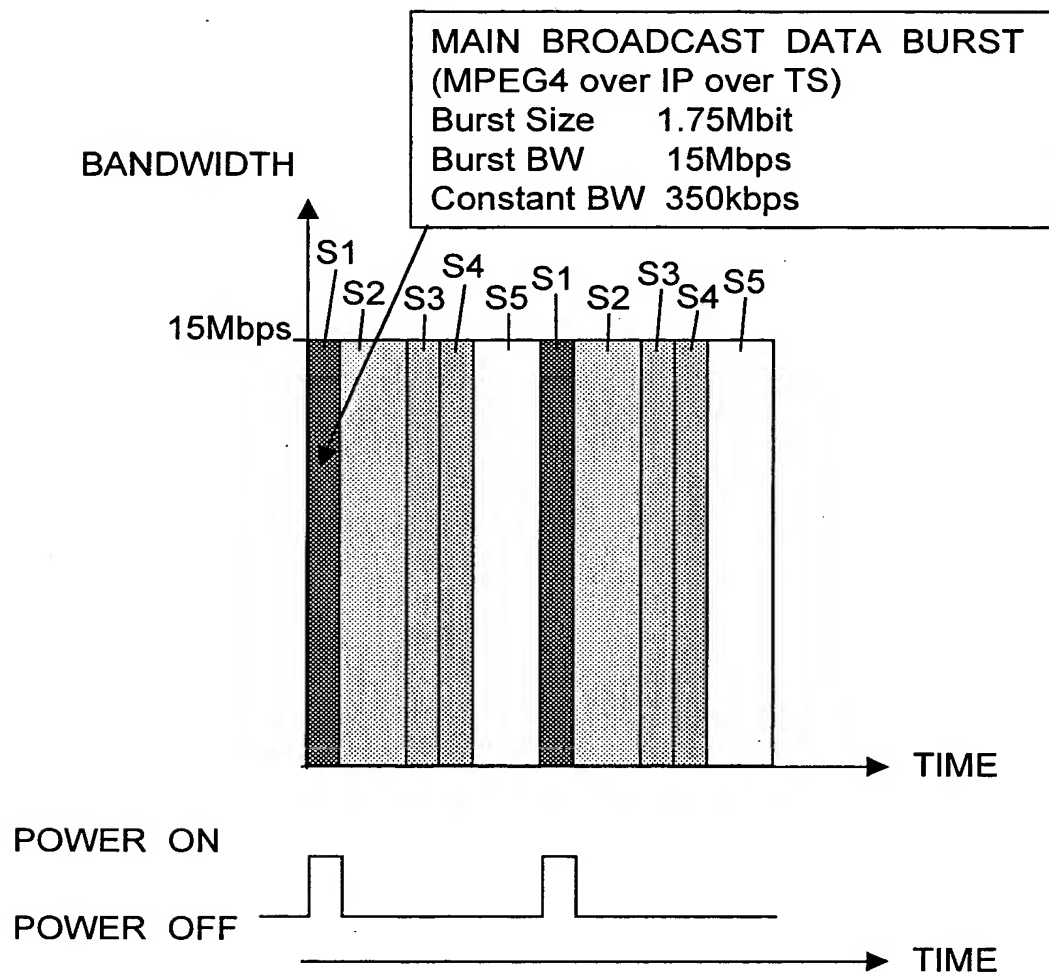 MAIN BROADCAST DATA BURST
(MPEG4 over IP over TS)
Burst Size 1.75Mbit
Burst BW 15Mbps
Constant BW 350kbps
BANDWIDTH
S1 S2 S3 S4 S5 S1 S2 S3 S4 S5
15Mbps
TIME
POWER ON
POWER OFF
TIME